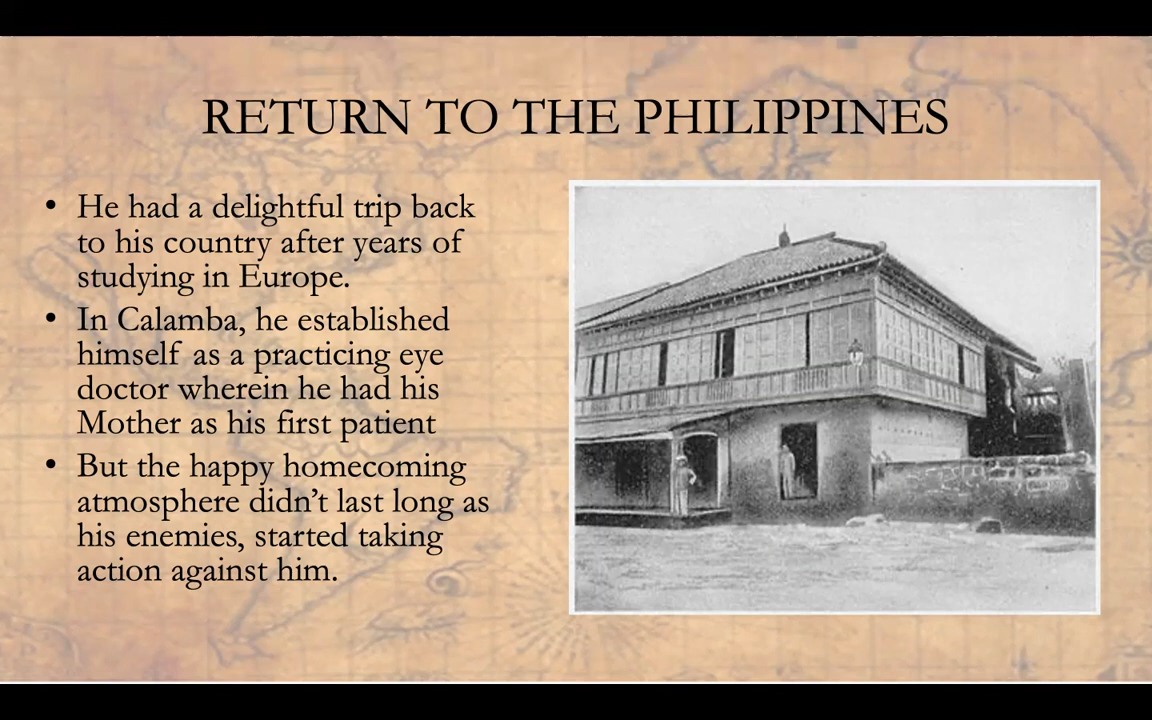 RETURN TO THE PHILIPPINES
• He had a delightful trip back
to his country after years of
studying in Europe.
• In Calamba, he established
himself as a practicing eye
doctor wherein he had his
Mother as his first patient
• But the happy homecoming
atmosphere didn’t last long as
his enemies, started taking
action against him.